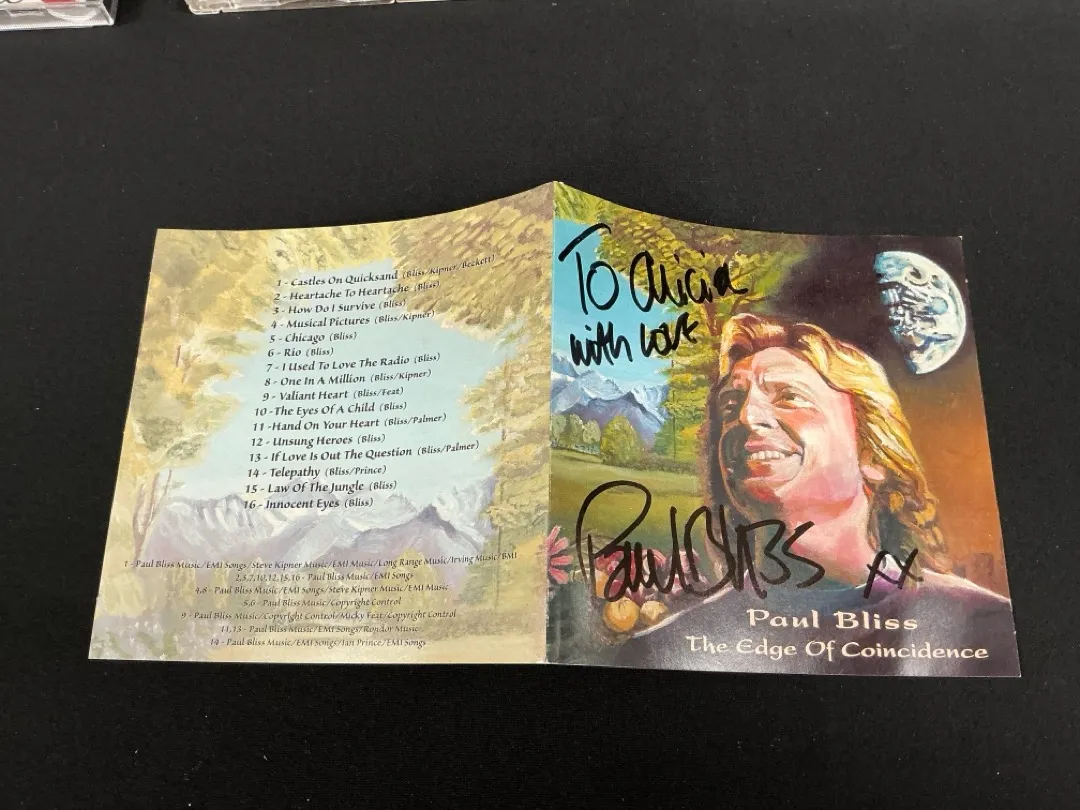 1 - Castles On Quicksand (Bliss/Kipner/Beckett)
2 - Heartache To Heartache (Bliss)
3 - How Do I Survive (Bliss)
4 - Musical Pictures (Bliss/Kipner)
5 - Chicago (Bliss)
6 - Rio (Bliss)
7 - I Used To Love The Radio (Bliss)
8 - One In A Million (Bliss/Kipner)
9 - Valiant Heart (Bliss/Feat)
10 - The Eyes Of A Child (Bliss)
11 - Hand On Your Heart (Bliss/Palmer)
12 - Unsung Heroes (Bliss)
13 - If Love Is Out The Question (Bliss/Palmer)
14 - Telepathy (Bliss/Prince)
15 - Law Of The Jungle (Bliss)
16 - Innocent Eyes (Bliss)
1 - Paul Bliss Music/EMI Songs/Steve Kipner Music/EMI Music/Long Range Music/Irving Music/BMI
2,3,7,10,12,15,16 - Paul Bliss Music/EMI Songs
4,8 - Paul Bliss Music/EMI Songs/Steve Kipner Music/EMI Music
5,6 - Paul Bliss Music/Copyright Control
9 - Paul Bliss Music/Copyright Control/Micky Feat/Copyright Control
11,13 - Paul Bliss Music/EMI Songs/Rondor Music
14 - Paul Bliss Music/EMI Songs/Ian Prince/EMI Songs
To Alicia
with love
Paul Bliss xx
Paul Bliss
The Edge Of Coincidence